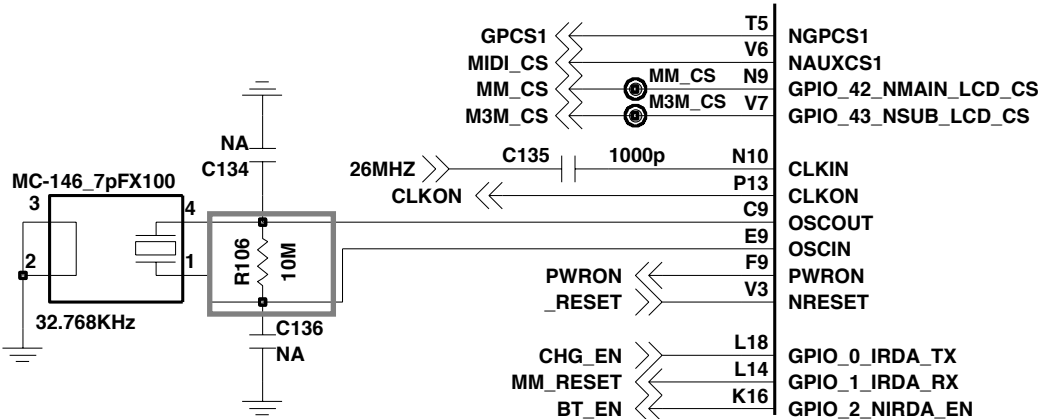 T5
GPCS1 NGPCS1
V6
MIDI_CS NAUXCS1
MM_CS N9
MM_CS GPIO_42_NMAIN_LCD_CS
M3M_CS V7
M3M_CS GPIO_43_NSUB_LCD_CS
NA
C134
C135 1000p N10
26MHZ CLKIN
P13
CLKON CLKON
MC-146_7pFX100
3 4 C9
OSCOUT
R106 10M
E9
OSCIN
2 1 F9
PWRON PWRON
V3
_RESET NRESET
32.768KHz
C136
NA
L18
CHG_EN GPIO_0_IRDA_TX
L14
MM_RESET GPIO_1_IRDA_RX
K16
BT_EN GPIO_2_NIRDA_EN